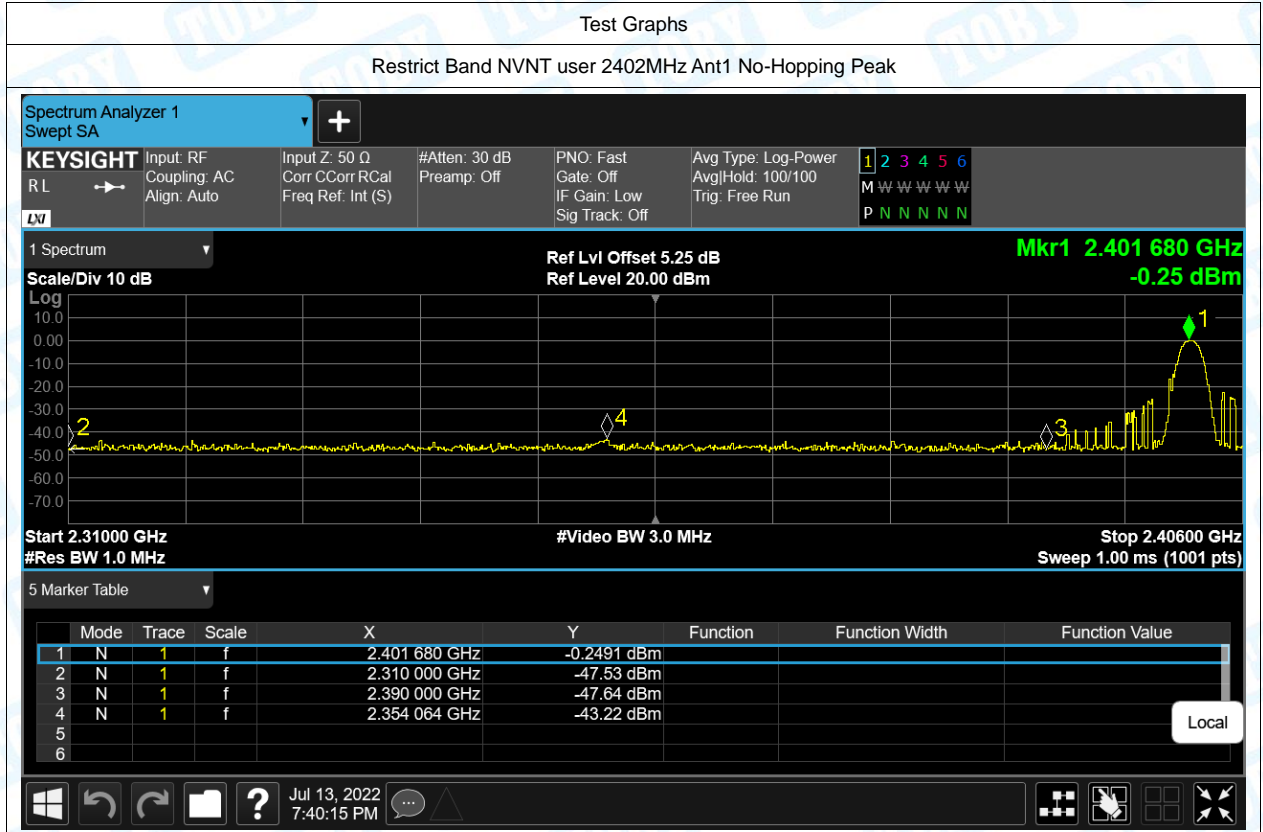 Test Graphs
Restrict Band NVNT user 2402MHz Ant1 No-Hopping Peak
Spectrum Analyzer 1
Swept SA
KEYSIGHT
R L
LXI
Input: RF
Coupling: AC
Align: Auto
Input Z: 50 Ω
Corr CCorr RCal
Freq Ref: Int (S)
#Atten: 30 dB
Preamp: Off
PNO: Fast
Gate: Off
IF Gain: Low
Sig Track: Off
Avg Type: Log-Power
Avg|Hold: 100/100
Trig: Free Run
1 2 3 4 5 6
M W W W W W
P N N N N N
1 Spectrum
Scale/Div 10 dB
Ref Lvl Offset 5.25 dB
Ref Level 20.00 dBm
Mkr1 2.401 680 GHz
-0.25 dBm
Log
10.0
0.00
-10.0
-20.0
-30.0
-40.0
-50.0
-60.0
-70.0
1
2
4
3
Start 2.31000 GHz
#Video BW 3.0 MHz
Stop 2.40600 GHz
#Res BW 1.0 MHz
Sweep 1.00 ms (1001 pts)
5 Marker Table
Mode Trace Scale X Y Function Function Width Function Value
1 N 1 f 2.401 680 GHz -0.2491 dBm
2 N 1 f 2.310 000 GHz -47.53 dBm
3 N 1 f 2.390 000 GHz -47.64 dBm
4 N 1 f 2.354 064 GHz -43.22 dBm
5
6
Local
?
Jul 13, 2022
7:40:15 PM
TOBY